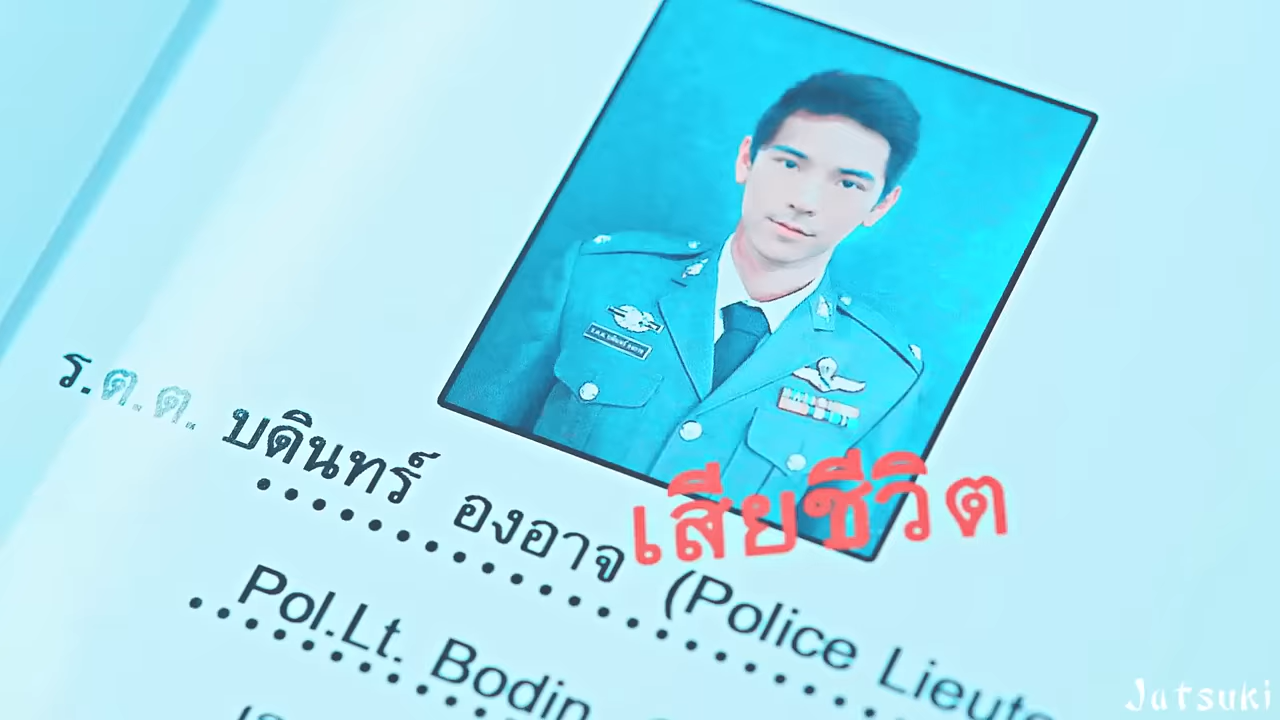 เสียชีวิต
ร.ต.ต. บดินทร์ องอาจ (Police Lieute
Pol.Lt. Bodin
Jatsuki